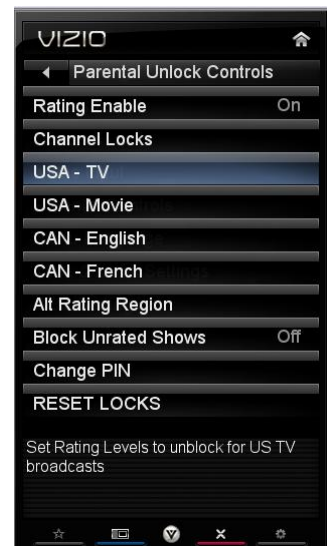 VIZIO
Parental Unlock Controls
Rating Enable On
Channel Locks
USA - TV
USA - Movie
CAN - English
CAN - French
Alt Rating Region
Block Unrated Shows Off
Change PIN
RESET LOCKS
Set Rating Levels to unblock for US TV
broadcasts
V